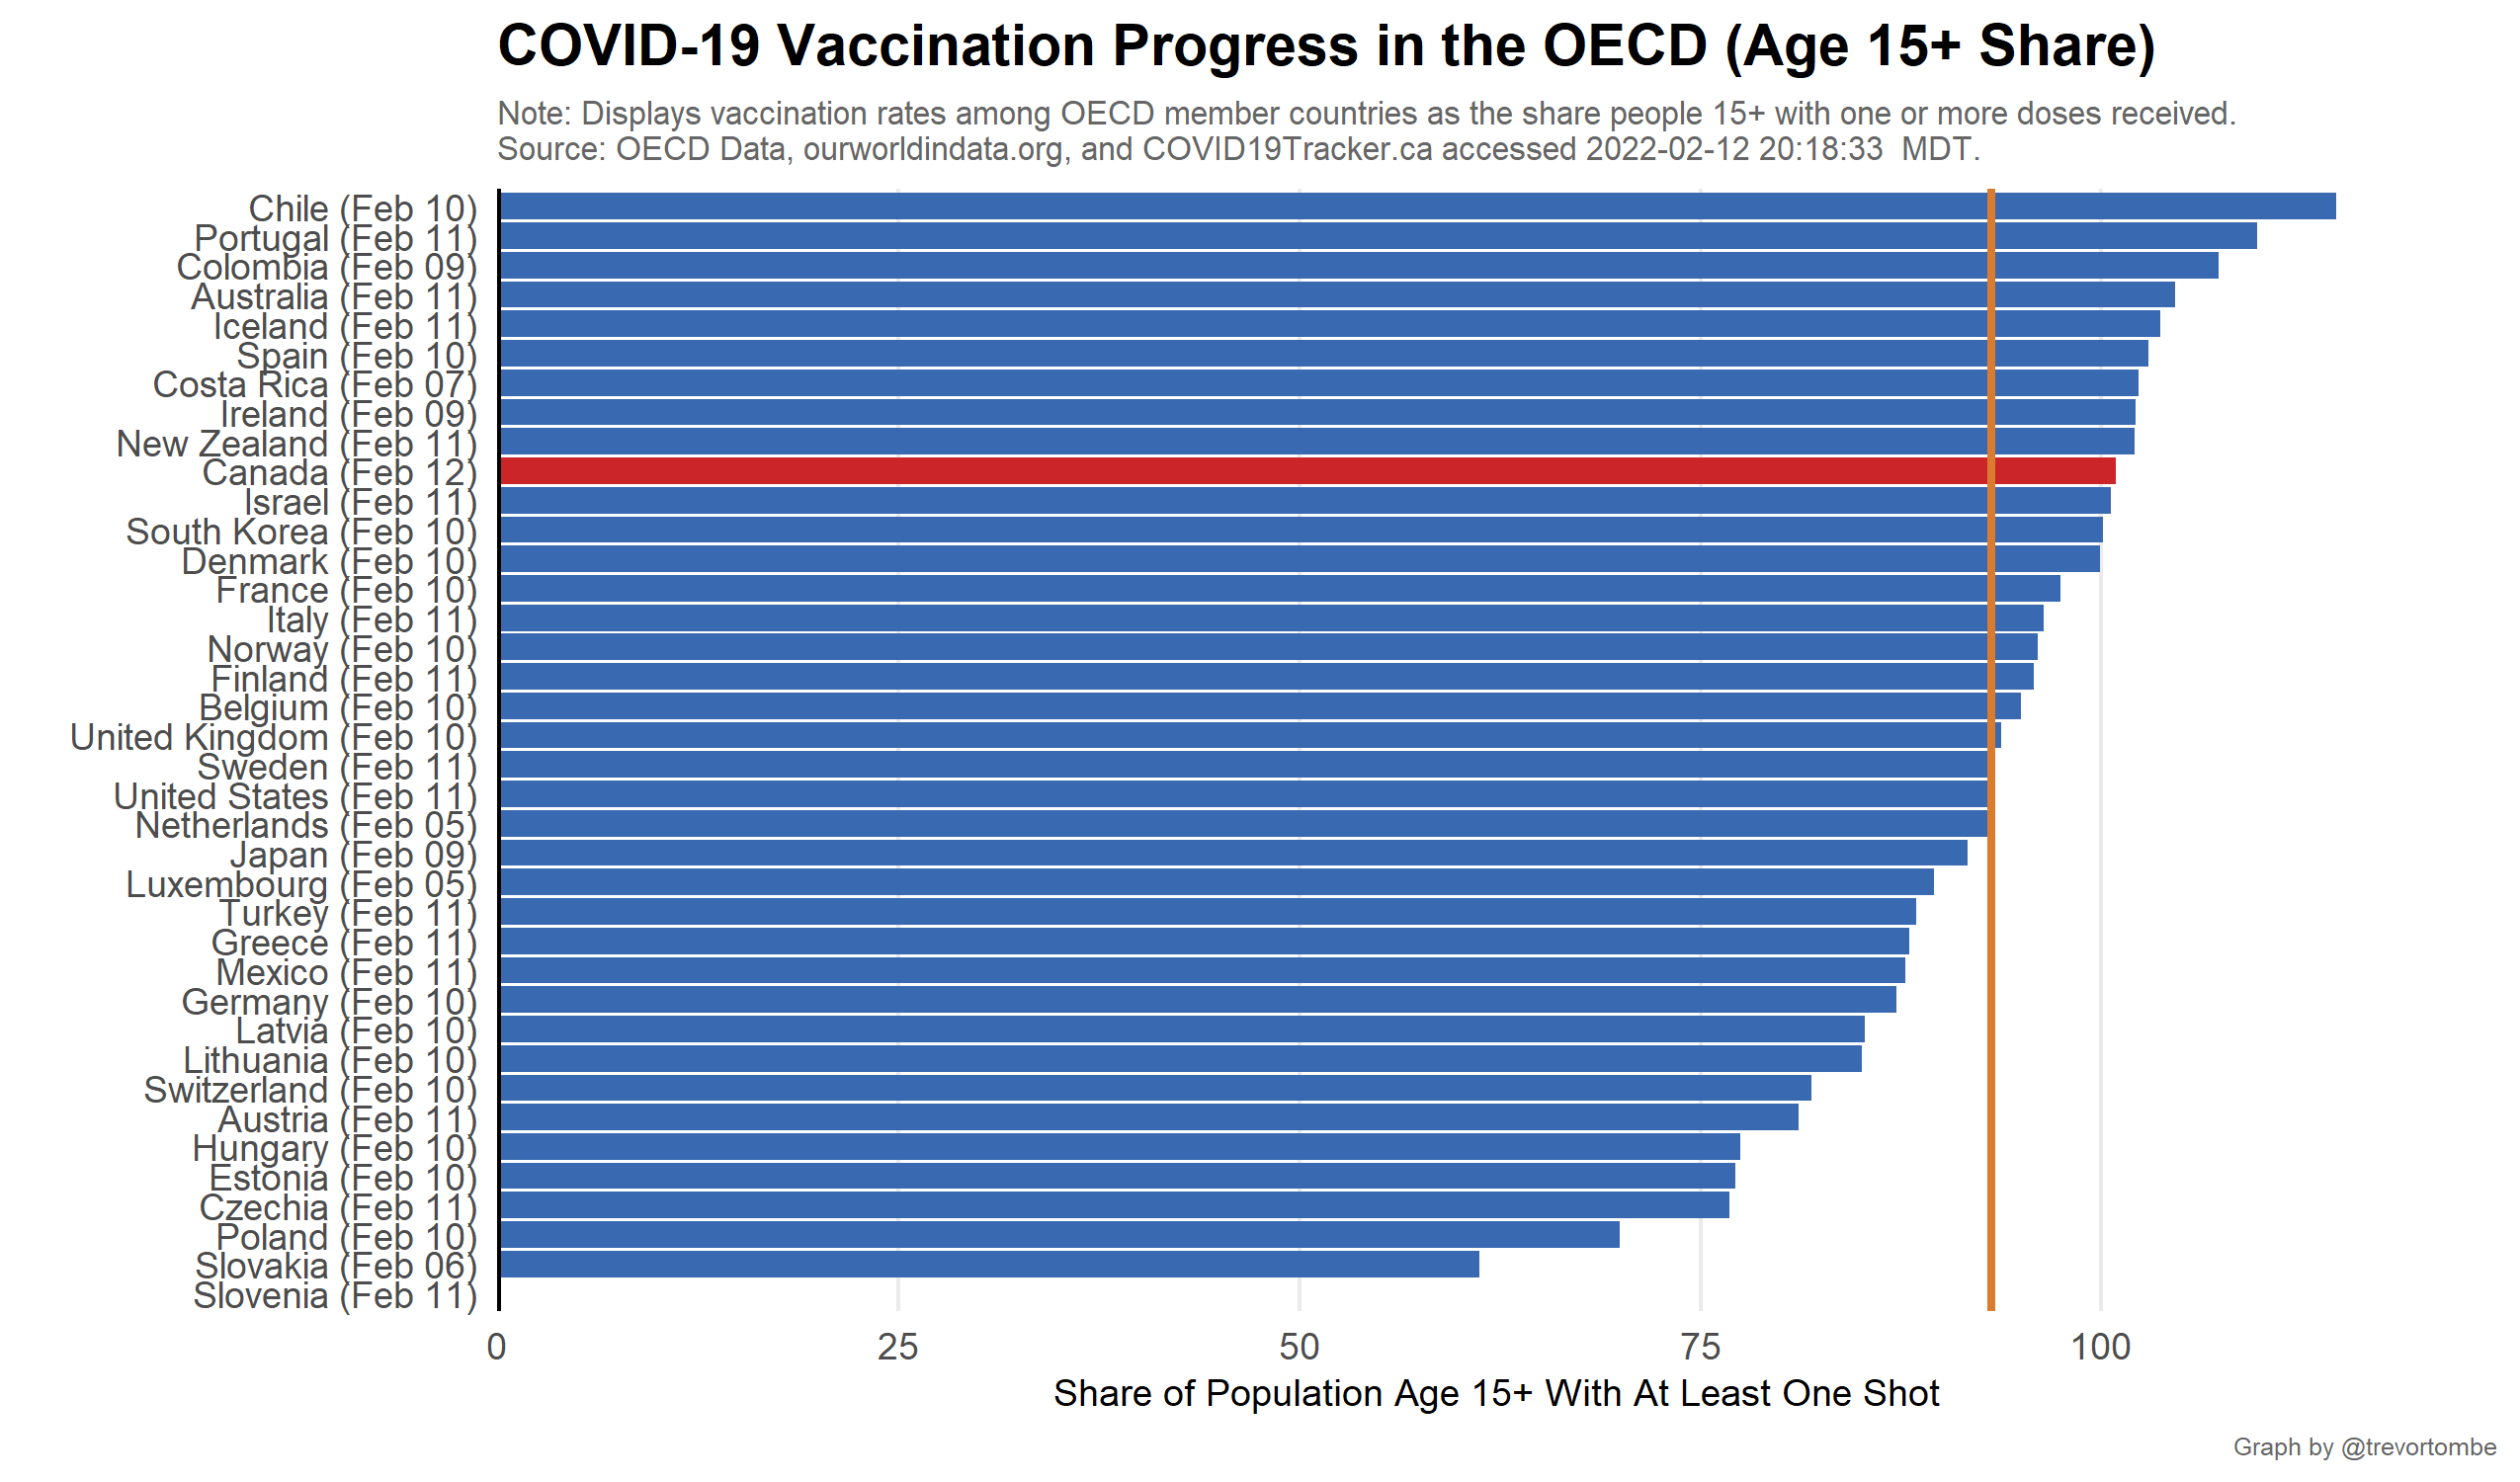 COVID-19 Vaccination Progress in the OECD (Age 15+ Share)
Note: Displays vaccination rates among OECD member countries as the share people 15+ with one or more doses received.
Source: OECD Data, ourworldindata.org, and COVID19Tracker.ca accessed 2022-02-12 20:18:33  MDT.
Chile (Feb 10)
Portugal (Feb 11)
Colombia (Feb 09)
Australia (Feb 11)
Iceland (Feb 11)
Spain (Feb 10)
Costa Rica (Feb 07)
Ireland (Feb 09)
New Zealand (Feb 11)
Canada (Feb 12)
Israel (Feb 11)
South Korea (Feb 10)
Denmark (Feb 10)
France (Feb 10)
Italy (Feb 11)
Norway (Feb 10)
Finland (Feb 11)
Belgium (Feb 10)
United Kingdom (Feb 10)
Sweden (Feb 11)
United States (Feb 11)
Netherlands (Feb 05)
Japan (Feb 09)
Luxembourg (Feb 05)
Turkey (Feb 11)
Greece (Feb 11)
Mexico (Feb 11)
Germany (Feb 10)
Latvia (Feb 10)
Lithuania (Feb 10)
Switzerland (Feb 10)
Austria (Feb 11)
Hungary (Feb 10)
Estonia (Feb 10)
Czechia (Feb 11)
Poland (Feb 10)
Slovakia (Feb 06)
Slovenia (Feb 11)
0 25 50 75 100
Share of Population Age 15+ With At Least One Shot
Graph by @trevortombe